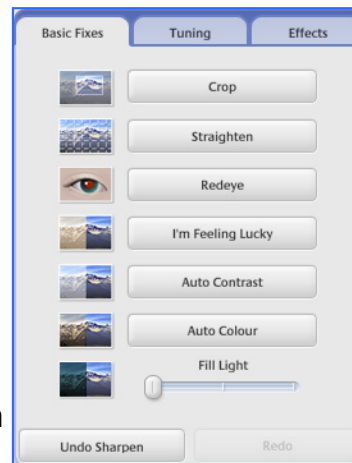 Basic Fixes Tuning Effects
Crop
Straighten
Redeye
I'm Feeling Lucky
Auto Contrast
Auto Colour
Fill Light
Undo Sharpen Redo